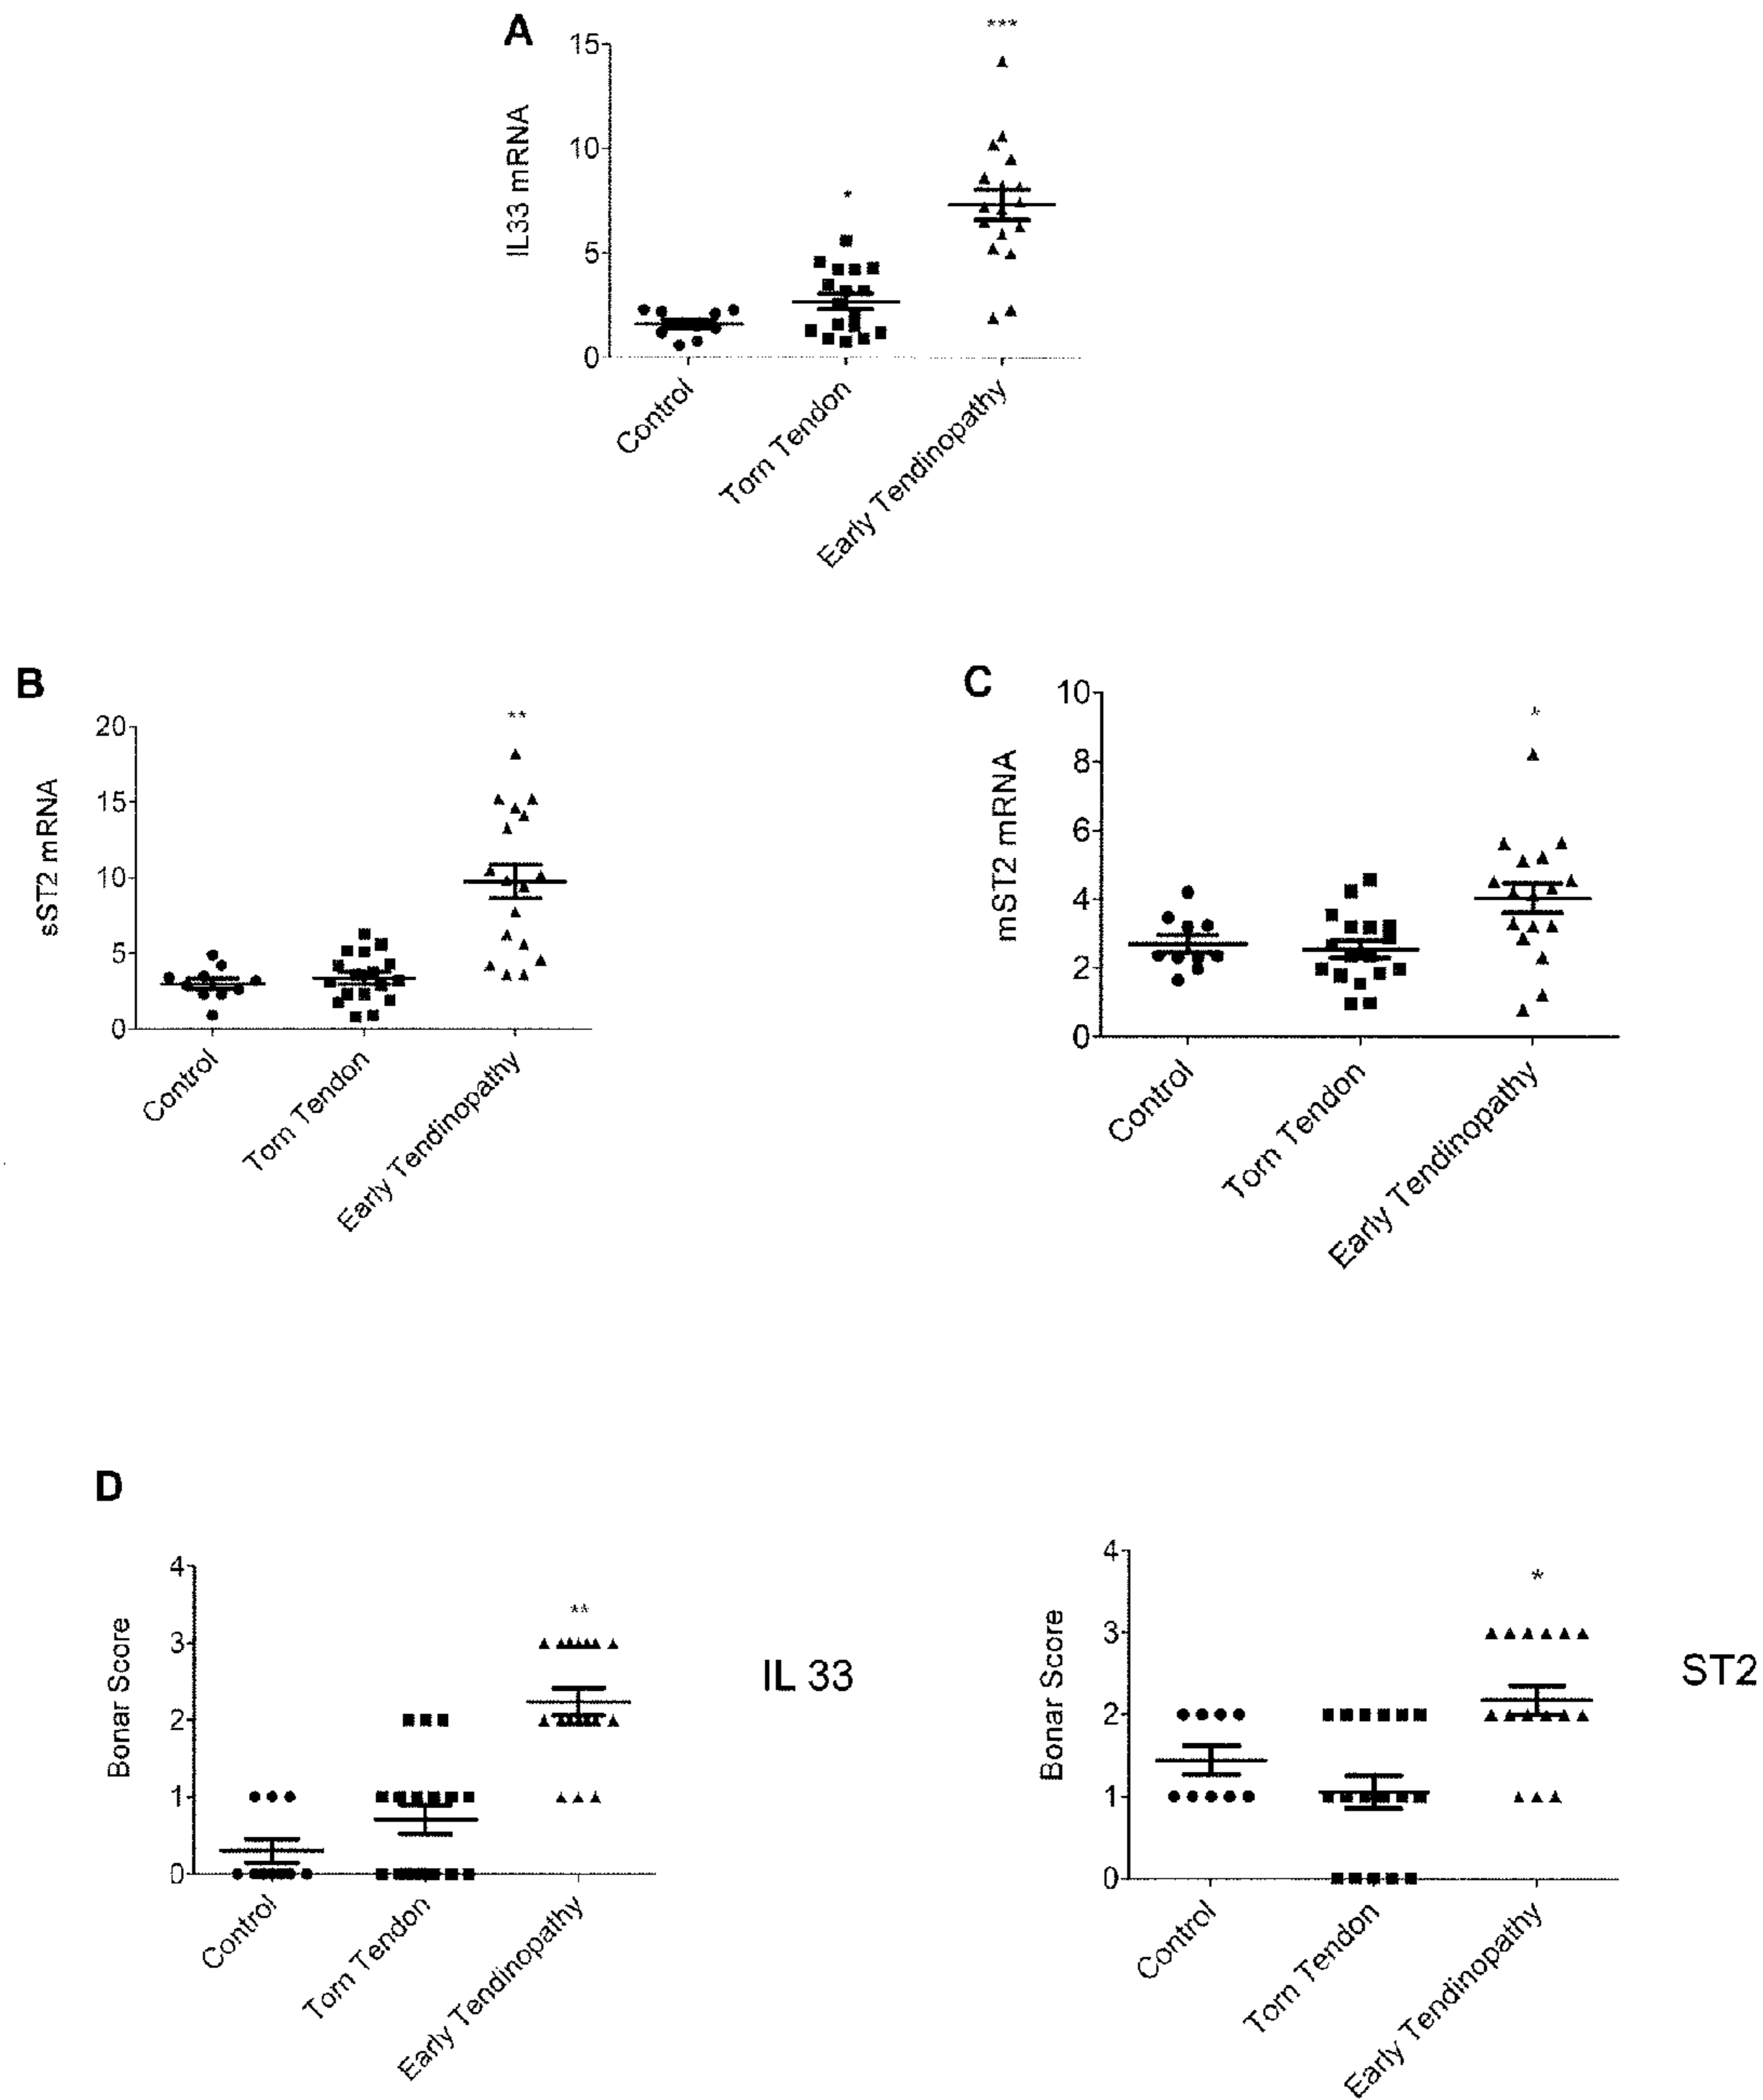 A
***
15
10
5
0
IL33 mRNA
*
Control
Torn Tendon
Early Tendinopathy
B
**
20
15
10
5
0
sST2 mRNA
Control
Torn Tendon
Early Tendinopathy
C
*
10
8
6
4
2
0
mST2 mRNA
Control
Torn Tendon
Early Tendinopathy
D
**
4
3
2
1
0
Bonar Score
IL 33
Control
Torn Tendon
Early Tendinopathy
*
4
3
2
1
0
Bonar Score
ST2
Control
Torn Tendon
Early Tendinopathy